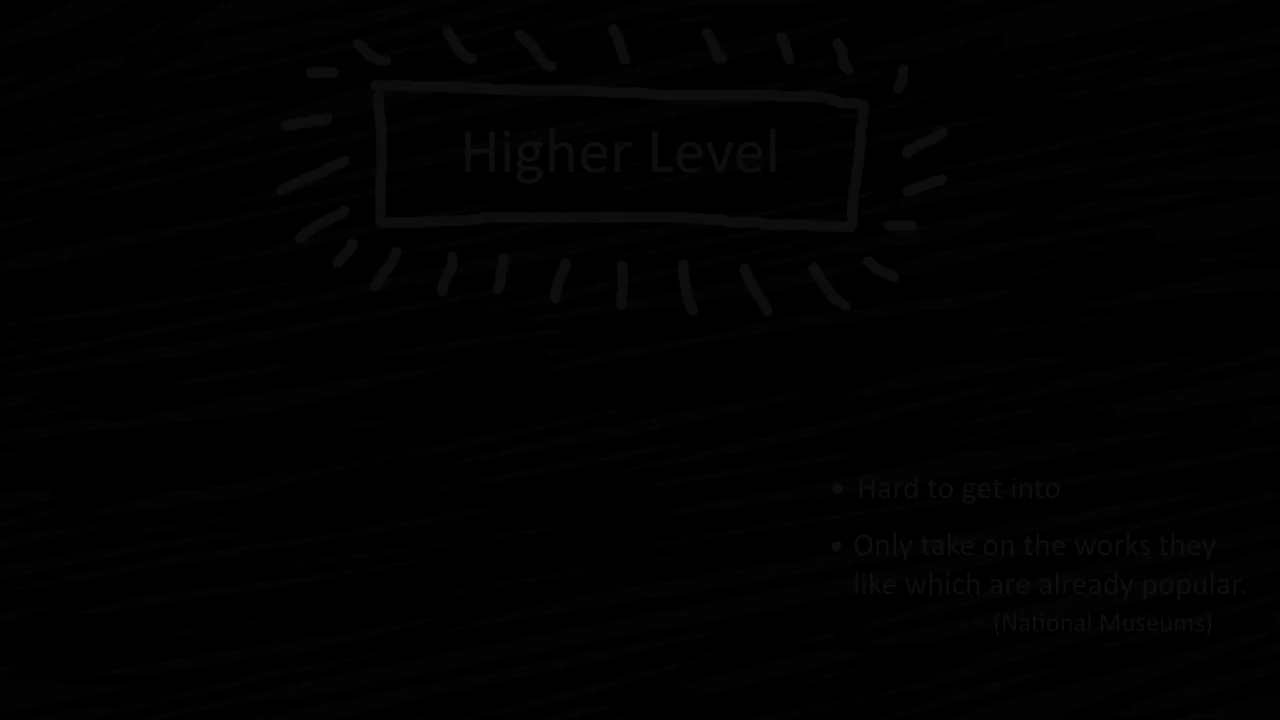 Higher Level
• Hard to get into
• Only take on the works they
like which are already popular.
(National Museums)